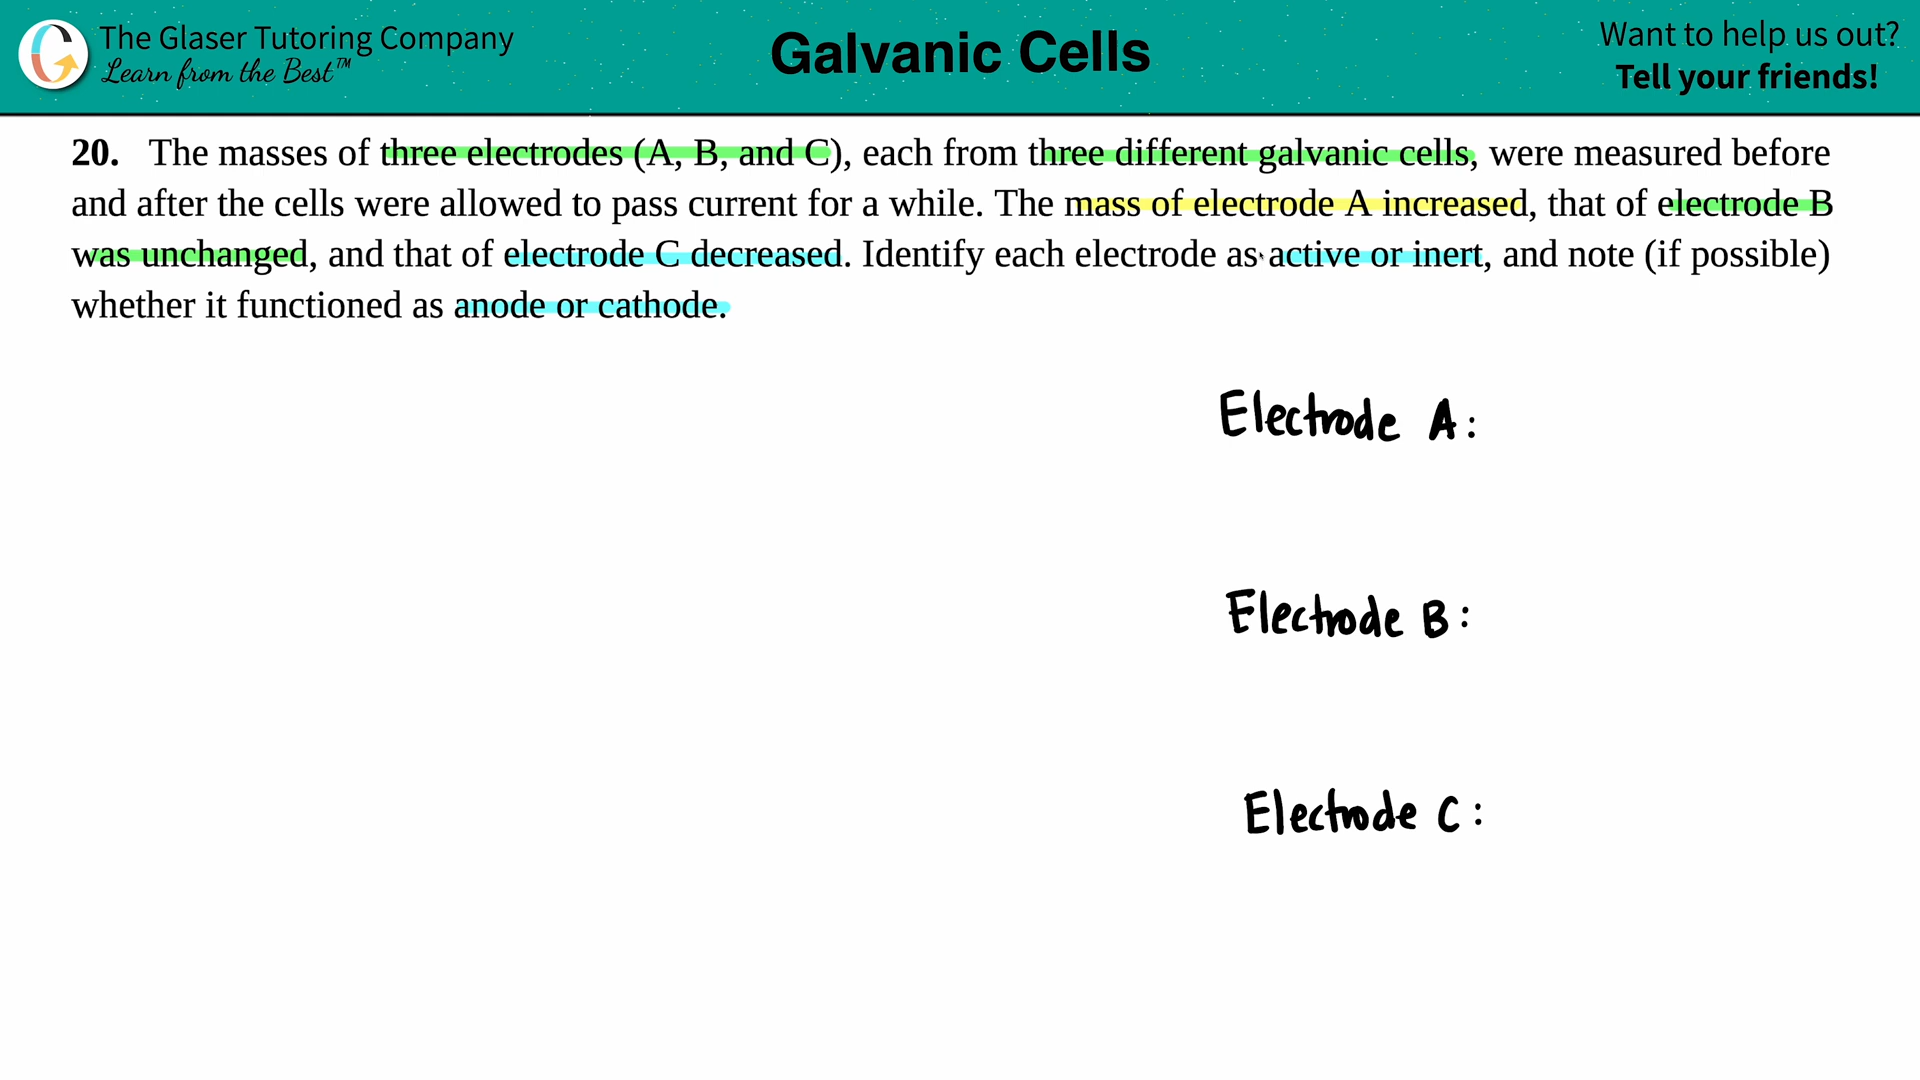 The Glaser Tutoring Company
Learn from the Best™
Galvanic Cells
Want to help us out?
Tell your friends!
20. The masses of three electrodes (A, B, and C), each from three different galvanic cells, were measured before
and after the cells were allowed to pass current for a while. The mass of electrode A increased, that of electrode B
was unchanged, and that of electrode C decreased. Identify each electrode as active or inert, and note (if possible)
whether it functioned as anode or cathode.
Electrode A:
Electrode B:
Electrode C: